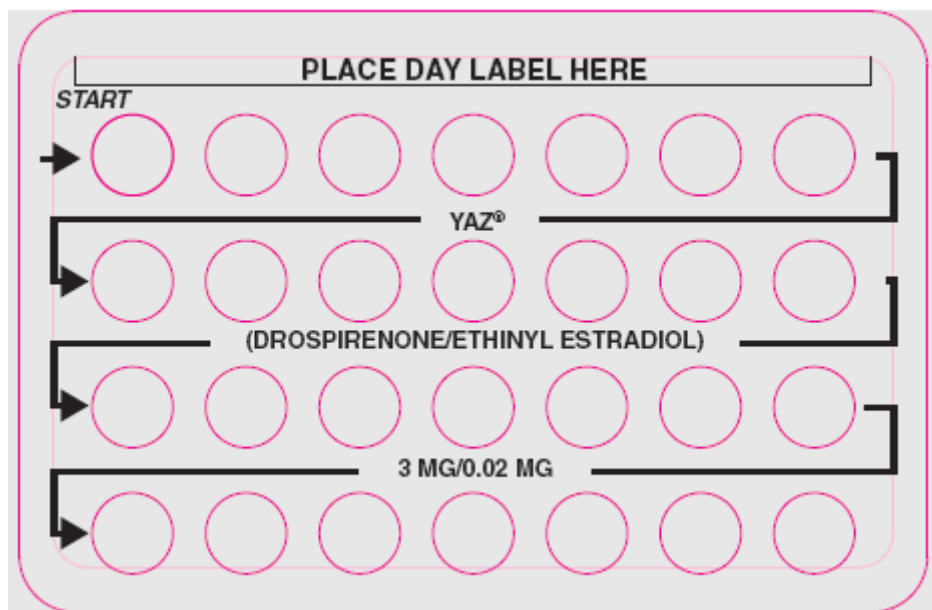 PLACE DAY LABEL HERE
START
YAZ®
(DROSPIRENONE/ETHINYL ESTRADIOL)
3 MG/0.02 MG